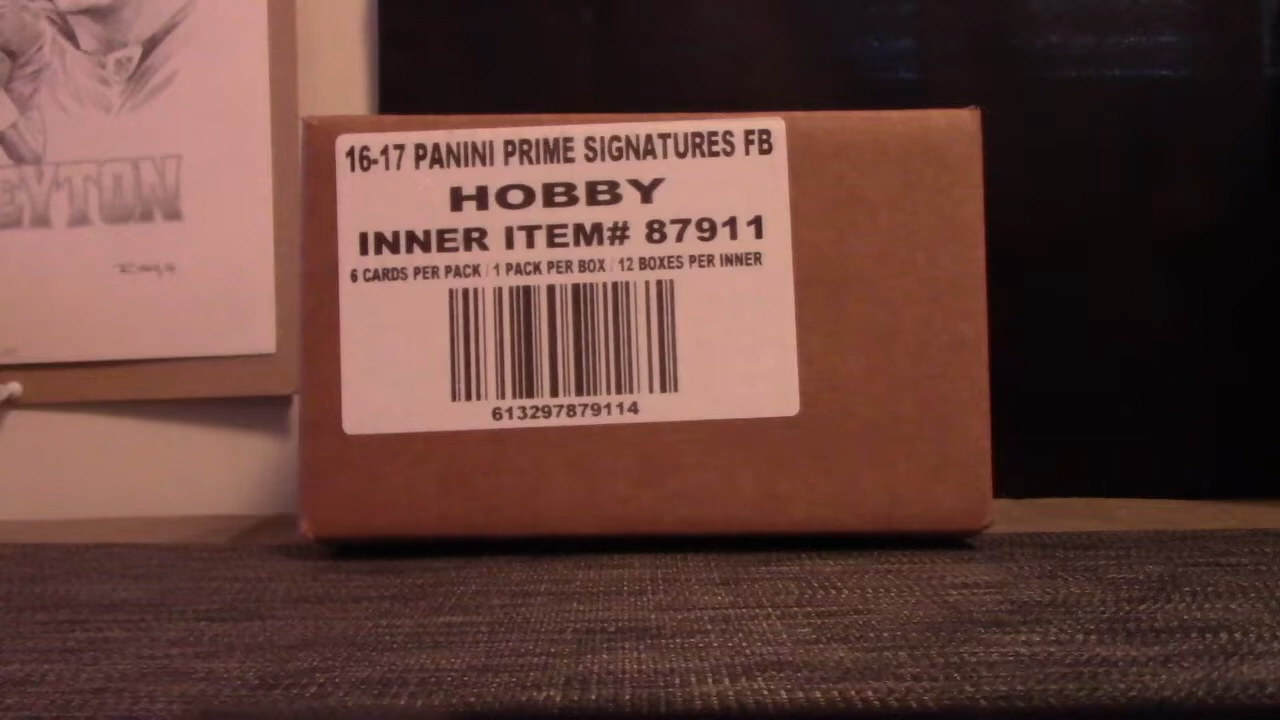 16-17 PANINI PRIME SIGNATURES FB
HOBBY
INNER ITEM# 87911
6 CARDS PER PACK / 1 PACK PER BOX / 12 BOXES PER INNER
613297879114
EYTON